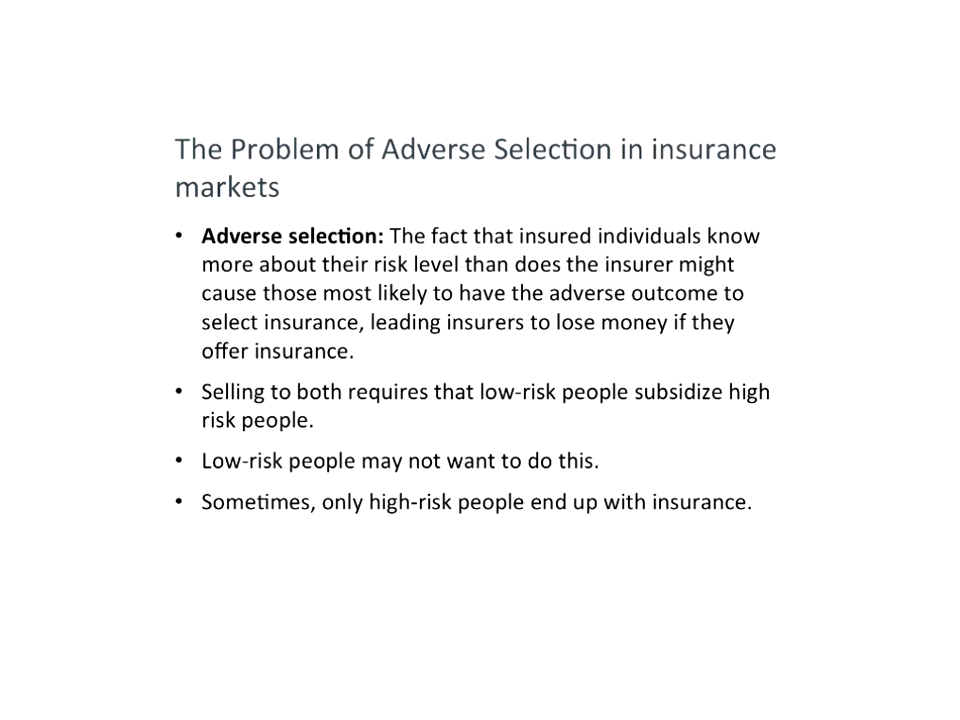 The Problem of Adverse Selection in insurance
markets
• Adverse selection: The fact that insured individuals know
more about their risk level than does the insurer might
cause those most likely to have the adverse outcome to
select insurance, leading insurers to lose money if they
offer insurance.
• Selling to both requires that low-risk people subsidize high
risk people.
• Low-risk people may not want to do this.
• Sometimes, only high-risk people end up with insurance.